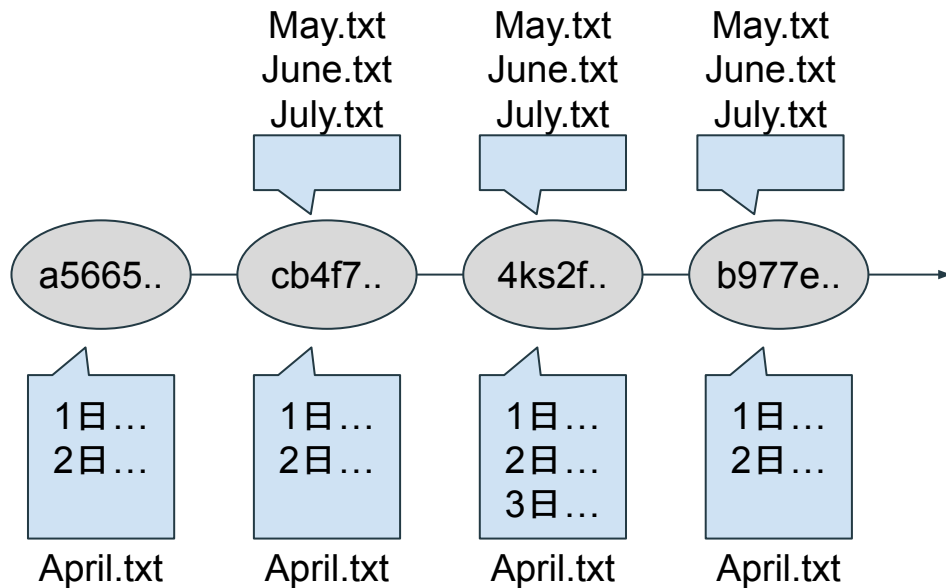 May.txt
June.txt
July.txt
May.txt
June.txt
July.txt
May.txt
June.txt
July.txt
a5665..
cb4f7..
4ks2f..
b977e..
1日…
2日…
1日…
2日…
1日…
2日…
3日…
1日…
2日…
April.txt
April.txt
April.txt
April.txt